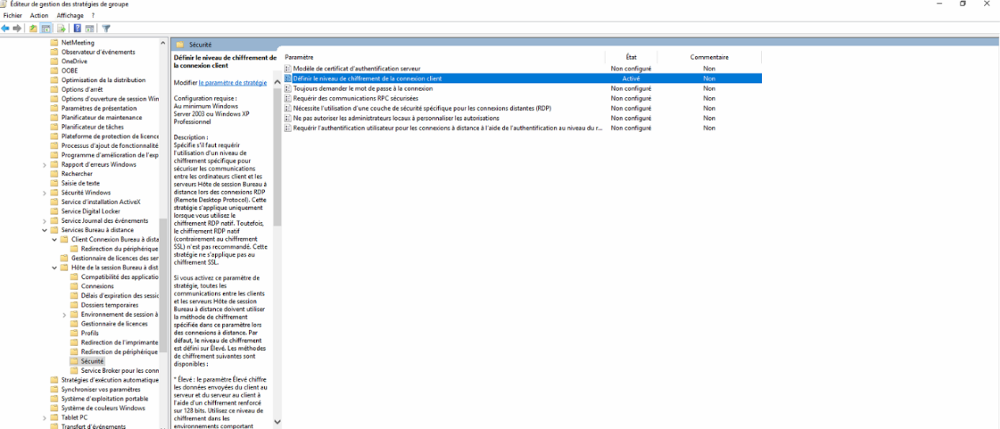 Éditeur de gestion des stratégies de groupe
Fichier Action Affichage ?
NetMeeting
Observateur d'événements
OneDrive
OOBE
Optimisation de la distribution
Options d'arrêt
Options d'ouverture de session Win
Paramètres de présentation
Planificateur de maintenance
Planificateur de tâches
Plateforme de protection de licence
Processus d'ajout de fonctionnalité
Programme d'amélioration de l'exp
Rapport d'erreurs Windows
Rechercher
Saisie de texte
Sécurité Windows
Service d'installation ActiveX
Service Digital Locker
Service Journal des événements
Services Bureau à distance
Client Connexion Bureau à dista
Redirection du périphérique
Gestionnaire de licences des ser
Hôte de la session Bureau à dist
Compatibilité des applicatio
Connexions
Délais d'expiration des sessic
Dossiers temporaires
Environnement de session à
Gestionnaire de licences
Profils
Redirection de l'imprimante
Redirection de périphérique
Sécurité
Service Broker pour les conn
Stratégies d'exécution automatique
Synchroniser vos paramètres
Système d'exploitation portable
Système de couleurs Windows
Tablet PC
Transfert d'événements
Sécurité
Définir le niveau de chiffrement de
la connexion client
Modifier le paramètre de stratégie
Configuration requise :
Au minimum Windows
Server 2003 ou Windows XP
Professionnel
Description :
Spécifie s'il faut requérir
l'utilisation d'un niveau de
chiffrement spécifique pour
sécuriser les communications
entre les ordinateurs client et les
serveurs Hôte de session Bureau à
distance lors des connexions RDP
(Remote Desktop Protocol). Cette
stratégie s'applique uniquement
lorsque vous utilisez le
chiffrement RDP natif. Toutefois,
le chiffrement RDP natif
(contrairement au chiffrement
SSL) n'est pas recommandé. Cette
stratégie ne s'applique pas au
chiffrement SSL.
Si vous activez ce paramètre de
stratégie, toutes les
communications entre les clients
et les serveurs Hôte de session
Bureau à distance doivent utiliser
la méthode de chiffrement
spécifiée dans ce paramètre lors
des connexions à distance. Par
défaut, le niveau de chiffrement
est défini sur Élevé. Les méthodes
de chiffrement suivantes sont
disponibles :
* Élevé : le paramètre Élevé chiffre
les données envoyées du client au
serveur et du serveur au client à
l'aide d'un chiffrement renforcé
sur 128 bits. Utilisez ce niveau de
chiffrement dans les
environnements comportant
Paramètre État Commentaire
Modèle de certificat d'authentification serveur Non configuré Non
Définir le niveau de chiffrement de la connexion client Activé Non
Toujours demander le mot de passe à la connexion Non configuré Non
Requérir des communications RPC sécurisées Non configuré Non
Nécessite l'utilisation d'une couche de sécurité spécifique pour les connexions distantes (RDP) Non configuré Non
Ne pas autoriser les administrateurs locaux à personnaliser les autorisations Non configuré Non
Requérir l'authentification utilisateur pour les connexions à distance à l'aide de l'authentification au niveau du r... Non configuré Non